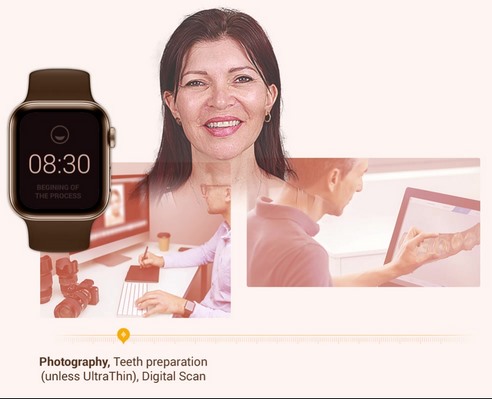 08:30
BEGINING OF
THE PROCESS
Photography, Teeth preparation
(unless UltraThin), Digital Scan